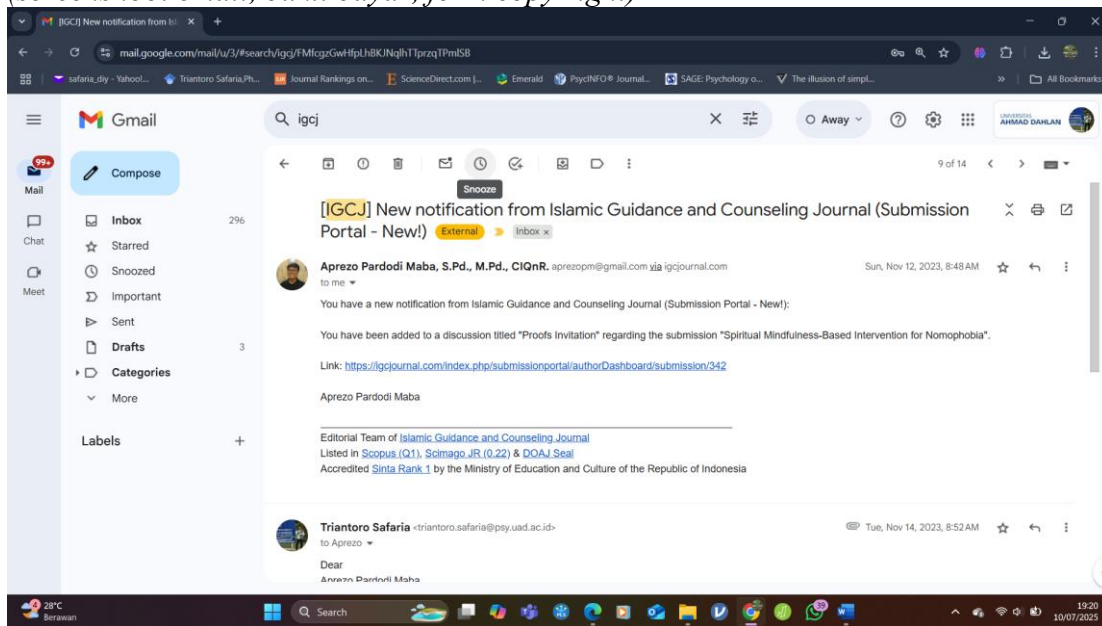 [IGCJ] New notification from Isl
mail.google.com/mail/u/3/#search/igcj/FMfcgzGwHfpLhBKJNqlhTTprzqTPmlSB
safaria_diy - Yahoo!...
Triantoro Safaria,Ph...
Journal Rankings on...
ScienceDirect.com |...
Emerald
PsycINFO® Journal...
SAGE: Psychology o...
The illusion of simpl...
All Bookmarks
Gmail
igcj
Away
UNIVERSITAS
AHMAD DAHLAN
99+
Mail
Compose
9 of 14
Snooze
Chat
Meet
Inbox 296
Starred
Snoozed
Important
Sent
Drafts 3
Categories
More
Labels
[IGCJ] New notification from Islamic Guidance and Counseling Journal (Submission
Portal - New!) External Inbox x
Aprezo Pardodi Maba, S.Pd., M.Pd., CIQnR. aprezopm@gmail.com via igcjournal.com Sun, Nov 12, 2023, 8:48 AM
to me
You have a new notification from Islamic Guidance and Counseling Journal (Submission Portal - New!):
You have been added to a discussion titled "Proofs Invitation" regarding the submission "Spiritual Mindfulness-Based Intervention for Nomophobia".
Link: https://igcjournal.com/index.php/submissionportal/authorDashboard/submission/342
Aprezo Pardodi Maba
Editorial Team of Islamic Guidance and Counseling Journal
Listed in Scopus (Q1), Scimago JR (0.22) & DOAJ Seal
Accredited Sinta Rank 1 by the Ministry of Education and Culture of the Republic of Indonesia
Triantoro Safaria <triantoro.safaria@psy.uad.ac.id> Tue, Nov 14, 2023, 8:52 AM
to Aprezo
Dear
Aprezo Pardodi Maba
28°C
Berawan
Search
19:20
10/07/2025